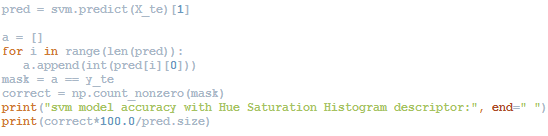 pred = svm.predict(X_te)[1]
a = []
for i in range(len(pred)):
a.append(int(pred[i][0]))
mask = a == y_te
correct = np.count_nonzero(mask)
print("svm model accuracy with Hue Saturation Histogram descriptor:", end=" ")
print(correct*100.0/pred.size)